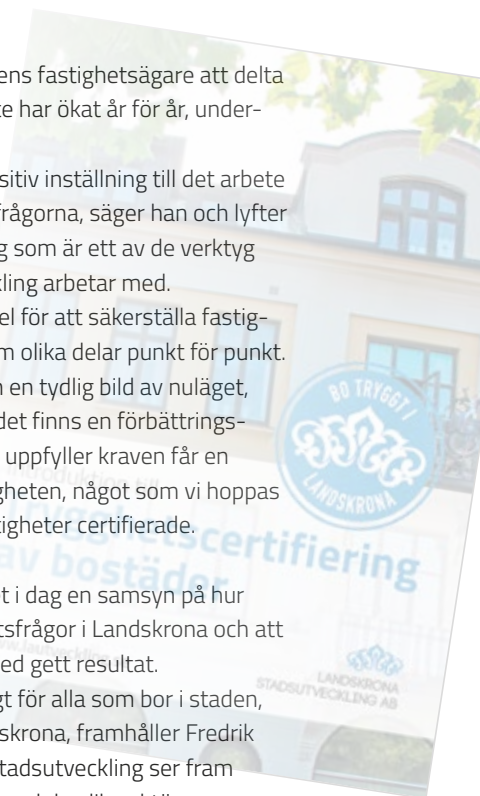 ens fastighetsägare att delta
e har ökat år för år, under-
sitiv inställning till det arbete
frågorna, säger han och lyfter
g som är ett av de verktyg
kling arbetar med.
el för att säkerställa fastig-
m olika delar punkt för punkt.
n en tydlig bild av nuläget,
det finns en förbättrings-
uppfyller kraven får en
gheten, något som vi hoppas
tigheter certifierade.
t i dag en samsyn på hur
tsfrågor i Landskrona och att
ed gett resultat.
gt för alla som bor i staden,
skrona, framhåller Fredrik
tadsutveckling ser fram
BO TRYGGT I
LANDSKRONA
Introduktion till
Trygghetscertifiering
av bostäder
LANDSKRONA
STADSUTVECKLING AB